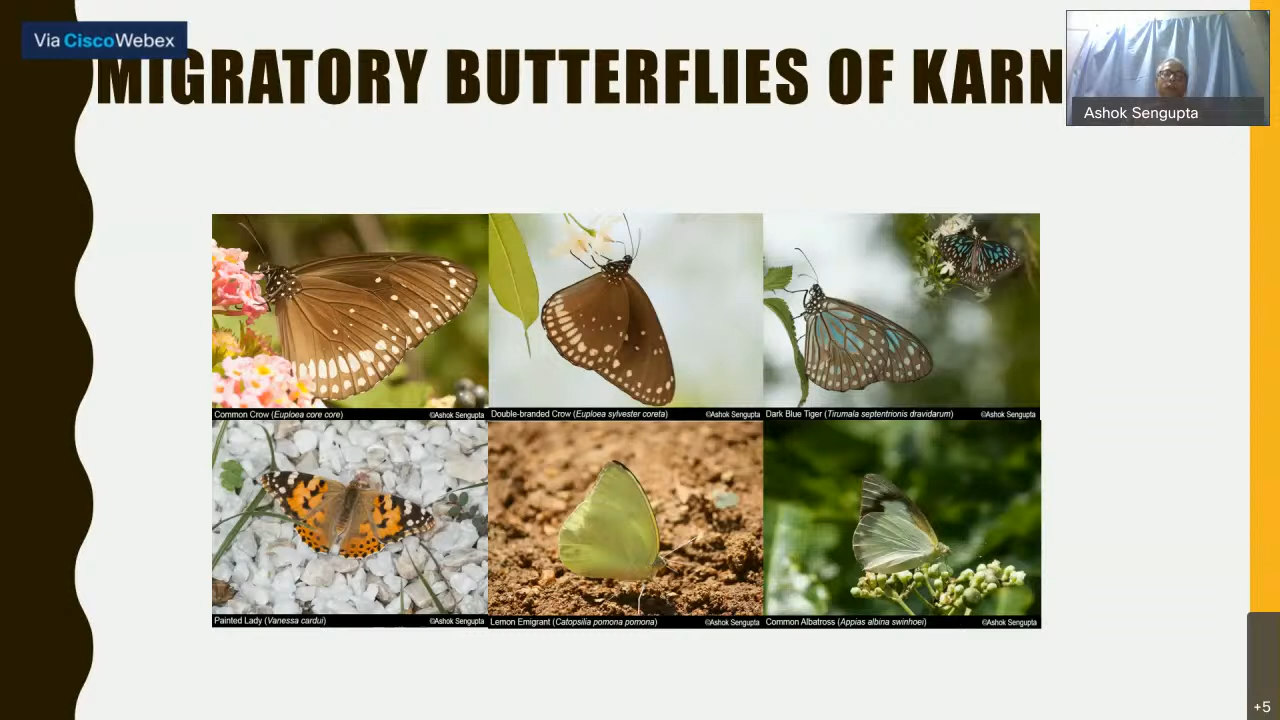 Via CiscoWebex
MIGRATORY BUTTERFLIES OF KARN
Ashok Sengupta
Common Crow (Euploea core core) ©Ashok Sengupta
Double-branded Crow (Euploea sylvester coreta) ©Ashok Sengupta
Dark Blue Tiger (Tirumala septentrionis dravidarum) ©Ashok Sengupta
Painted Lady (Vanessa cardui) ©Ashok Sengupta
Lemon Emigrant (Catopsilia pomona pomona) ©Ashok Sengupta
Common Albatross (Appias albina swinhoei) ©Ashok Sengupta
+5